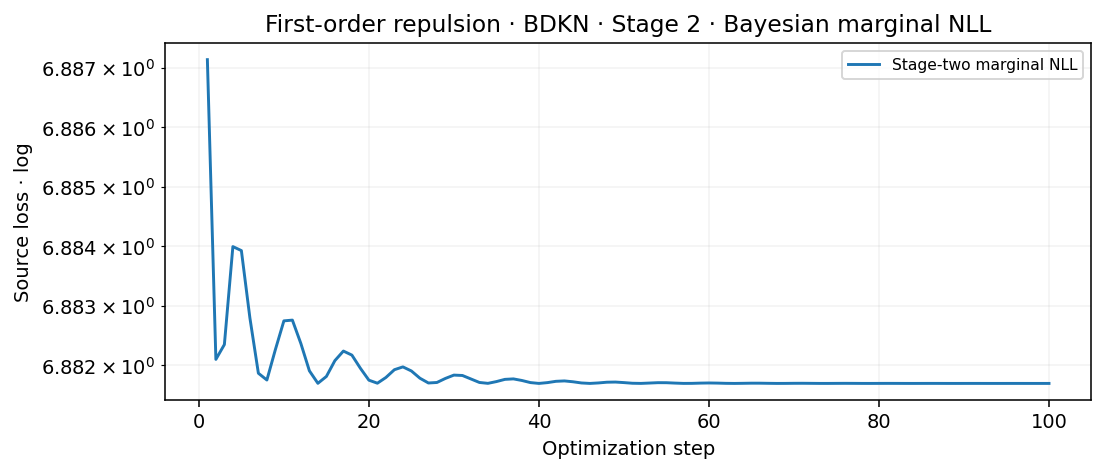 First-order repulsion · BDKN · Stage 2 · Bayesian marginal NLL
Stage-two marginal NLL
Source loss · log
6.887 × 10⁰
6.886 × 10⁰
6.885 × 10⁰
6.884 × 10⁰
6.883 × 10⁰
6.882 × 10⁰
0 20 40 60 80 100
Optimization step